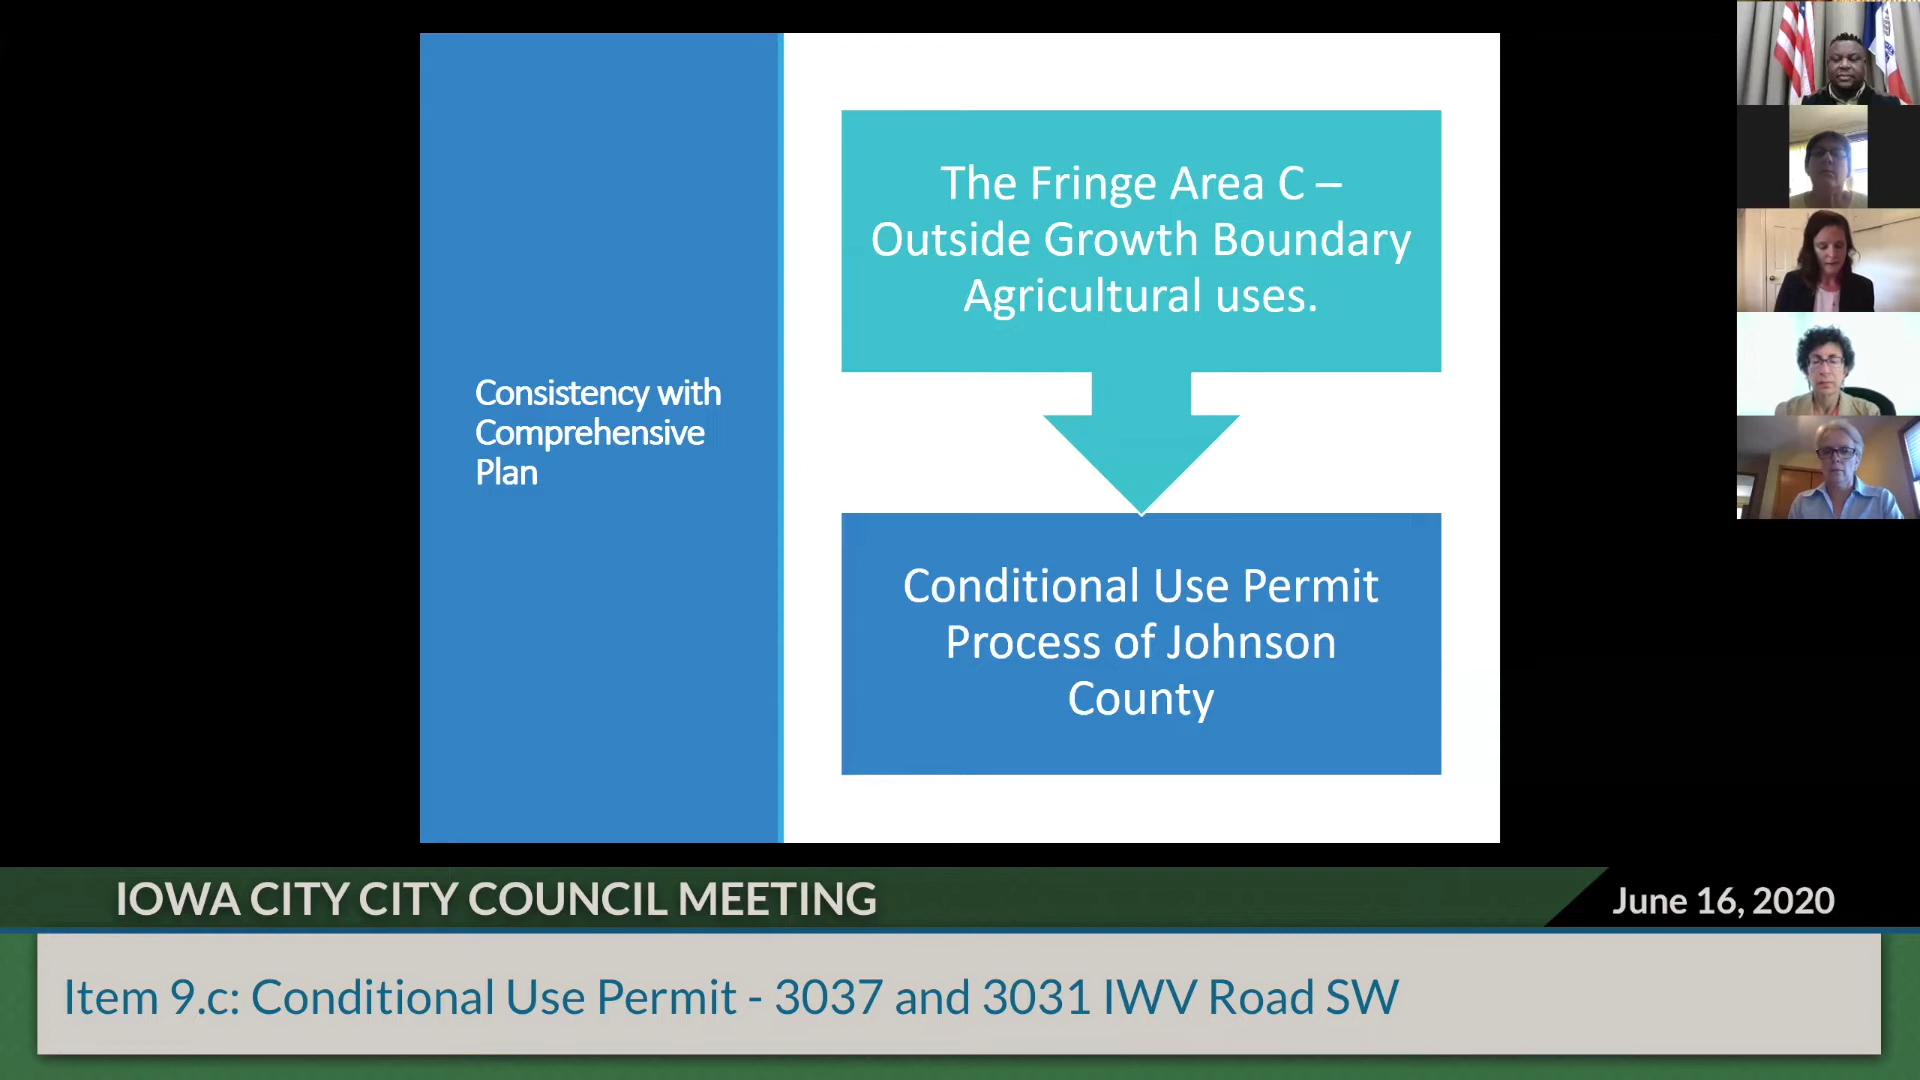 Consistency with
Comprehensive
Plan
The Fringe Area C –
Outside Growth Boundary
Agricultural uses.
Conditional Use Permit
Process of Johnson
County
IOWA CITY CITY COUNCIL MEETING
June 16, 2020
Item 9.c: Conditional Use Permit - 3037 and 3031 IWV Road SW